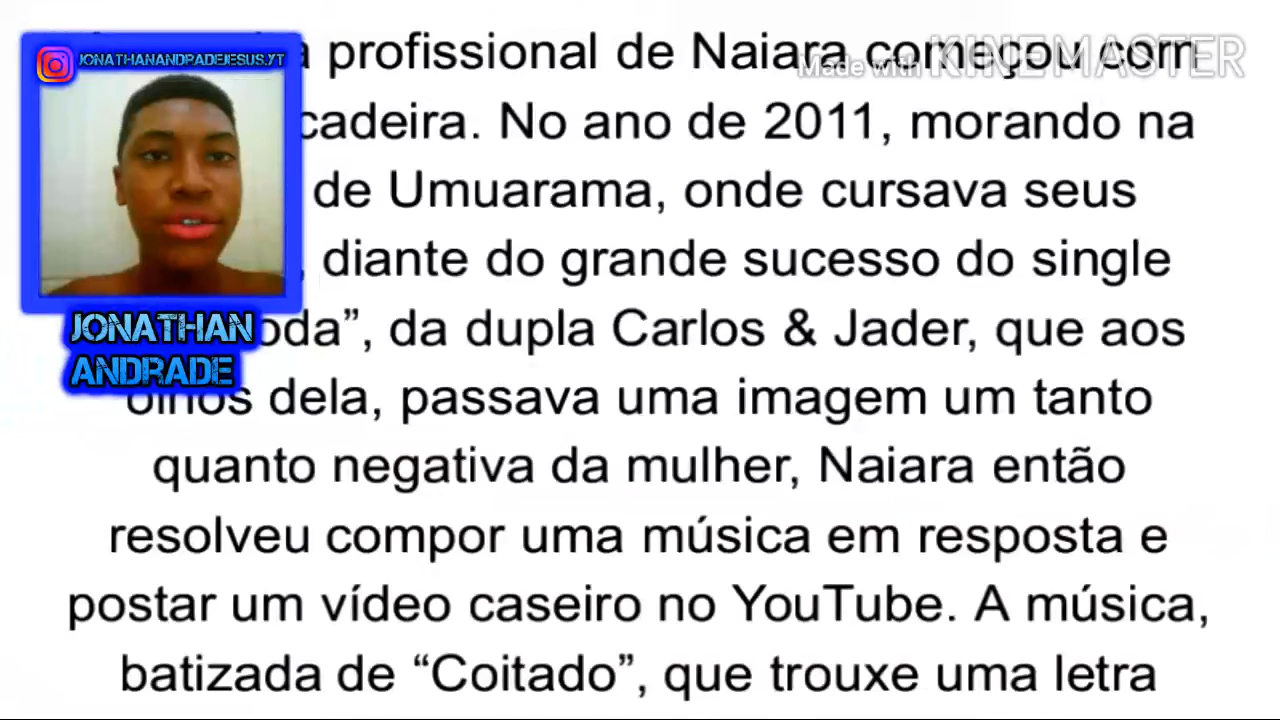 JONATHANANDRADEJESUS.YT
Made with KINEMASTER
profissional de Naiara começou com
cadeira. No ano de 2011, morando na
de Umuarama, onde cursava seus
, diante do grande sucesso do single
oda”, da dupla Carlos & Jader, que aos
JONATHAN
ANDRADE
olhos dela, passava uma imagem um tanto
quanto negativa da mulher, Naiara então
resolveu compor uma música em resposta e
postar um vídeo caseiro no YouTube. A música,
batizada de “Coitado”, que trouxe uma letra